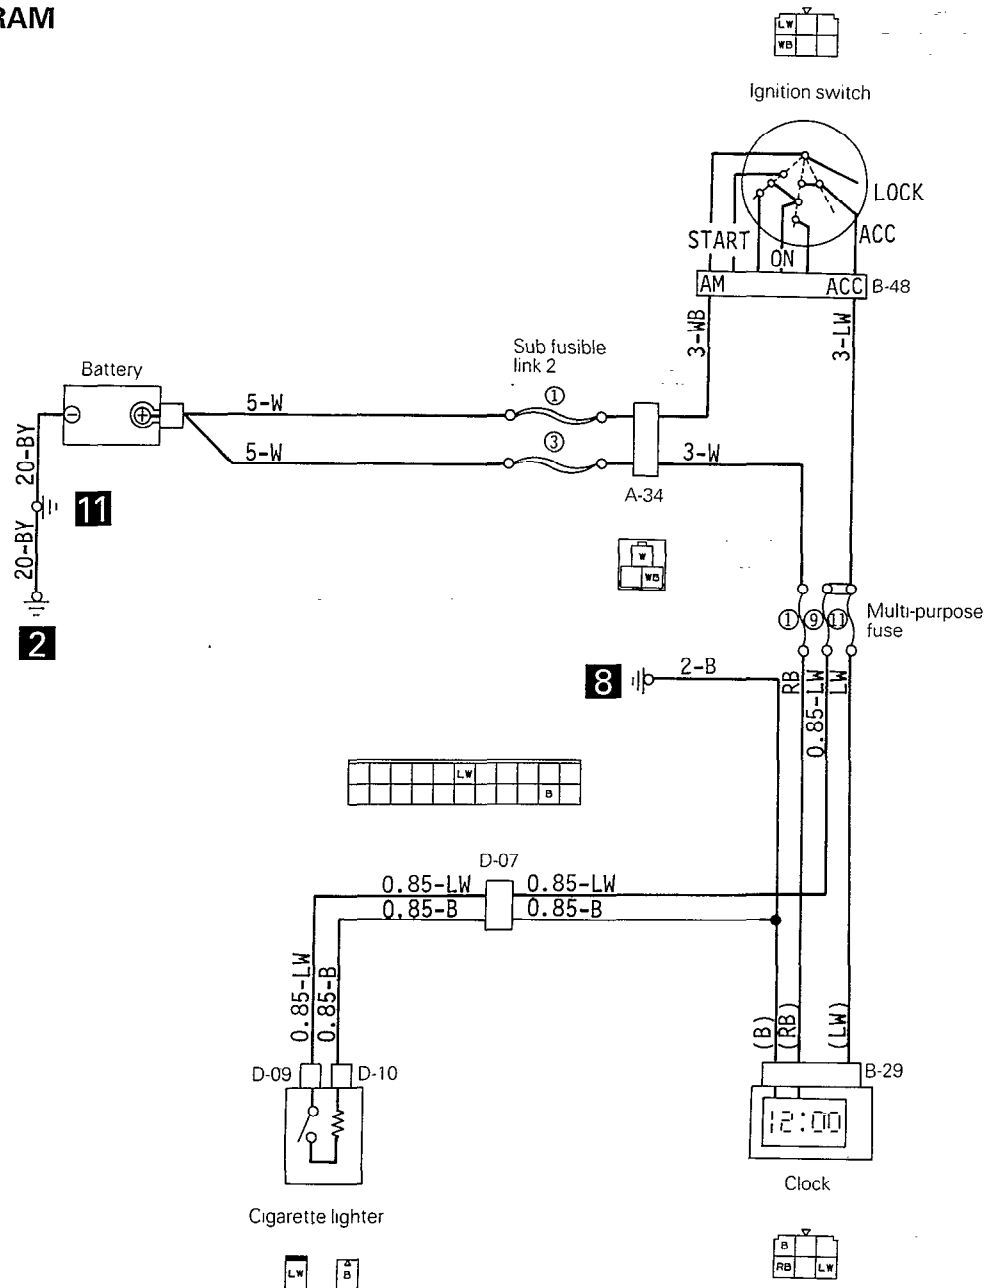 RAM
LW
WB
Ignition switch
LOCK
START
ACC
ON
AM
ACC
B-48
3-WB
3-LW
Sub fusible
link 2
Battery
5-W
①
⊖
⊕
5-W
③
3-W
20-BY
A-34
11
20-BY
W
WB
2
① ⑨ ⑪
Multi-purpose
fuse
8
2-B
RB
0.85-LW
LW
LW
B
D-07
0.85-LW
0.85-LW
0.85-B
0.85-B
0.85-LW
0.85-B
(B)
(RB)
(LW)
D-09
D-10
B-29
12:00
Clock
Cigarette lighter
B
RB
LW
LW
B